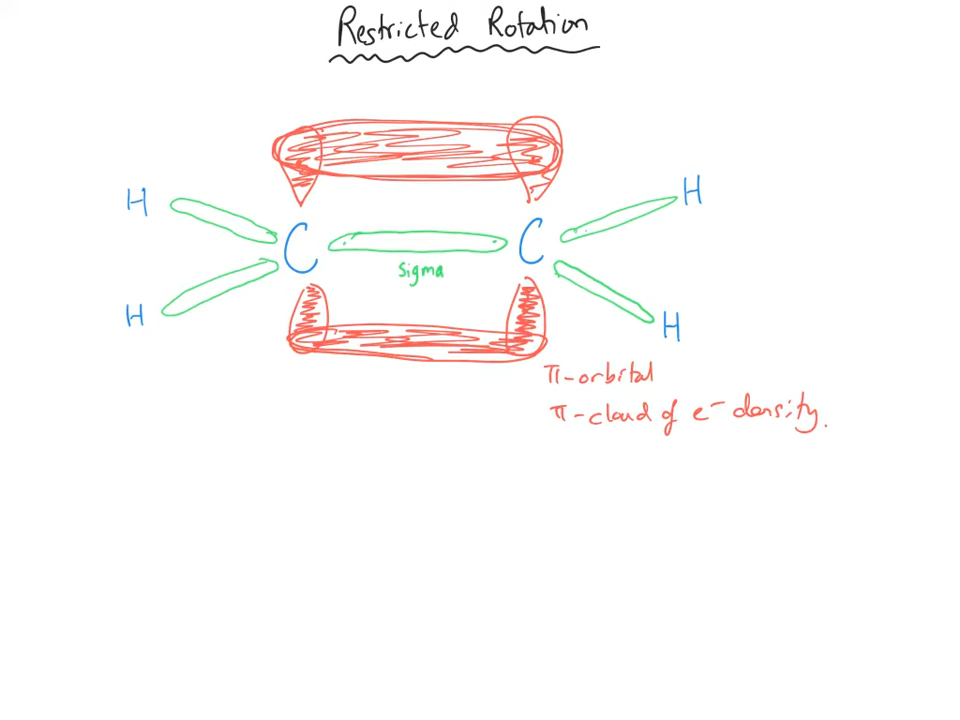 Restricted Rotation
H H
C C
sigma
H H
π-orbital
π-cloud of e⁻ density.